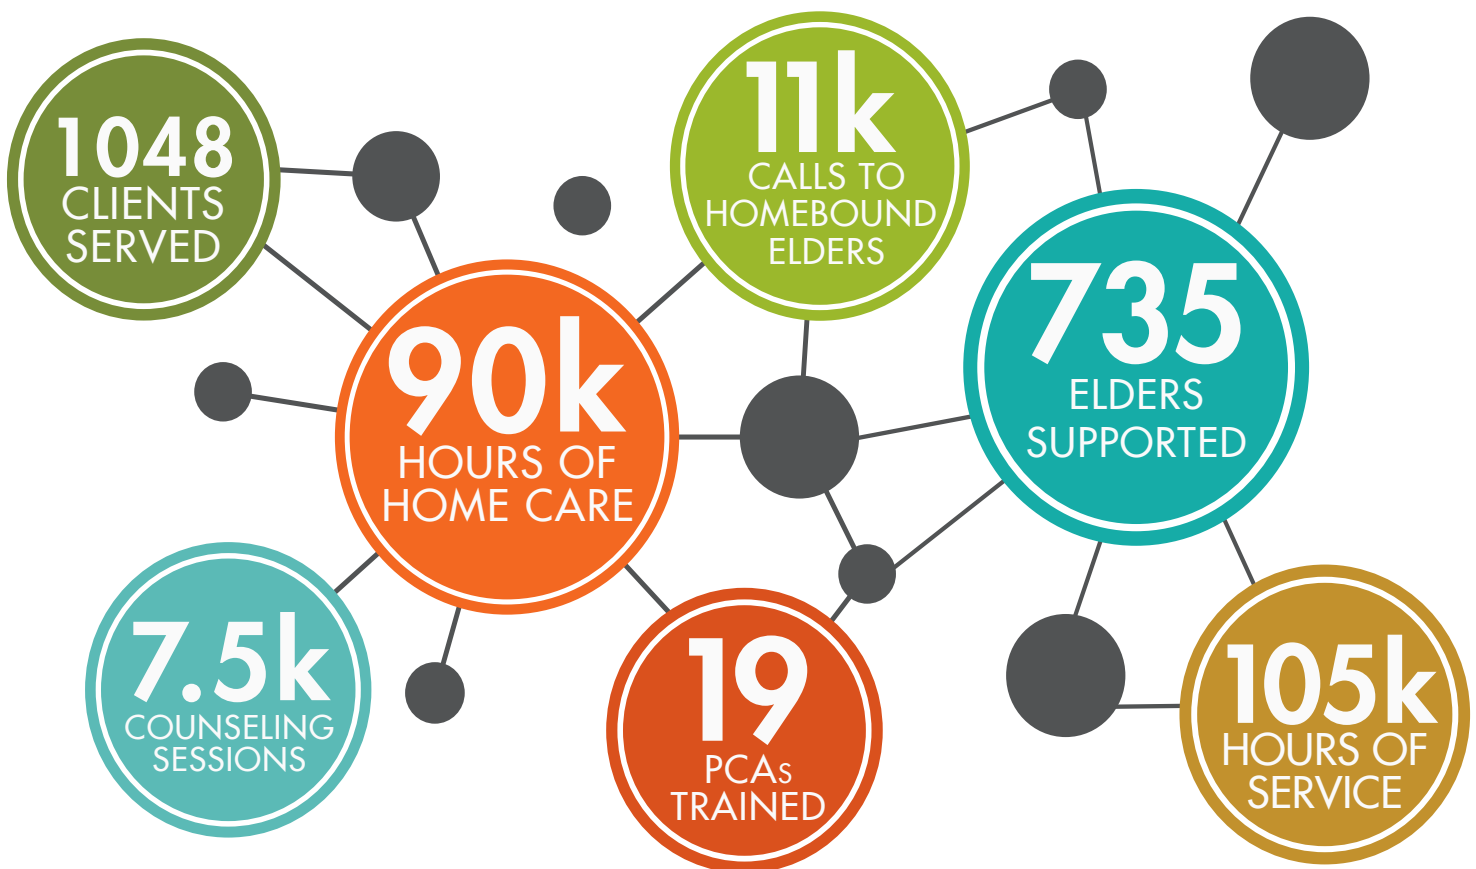 1048
CLIENTS
SERVED
11k
CALLS TO
HOMEBOUND
ELDERS
735
ELDERS
SUPPORTED
90k
HOURS OF
HOME CARE
7.5k
COUNSELING
SESSIONS
19
PCAs
TRAINED
105k
HOURS OF
SERVICE